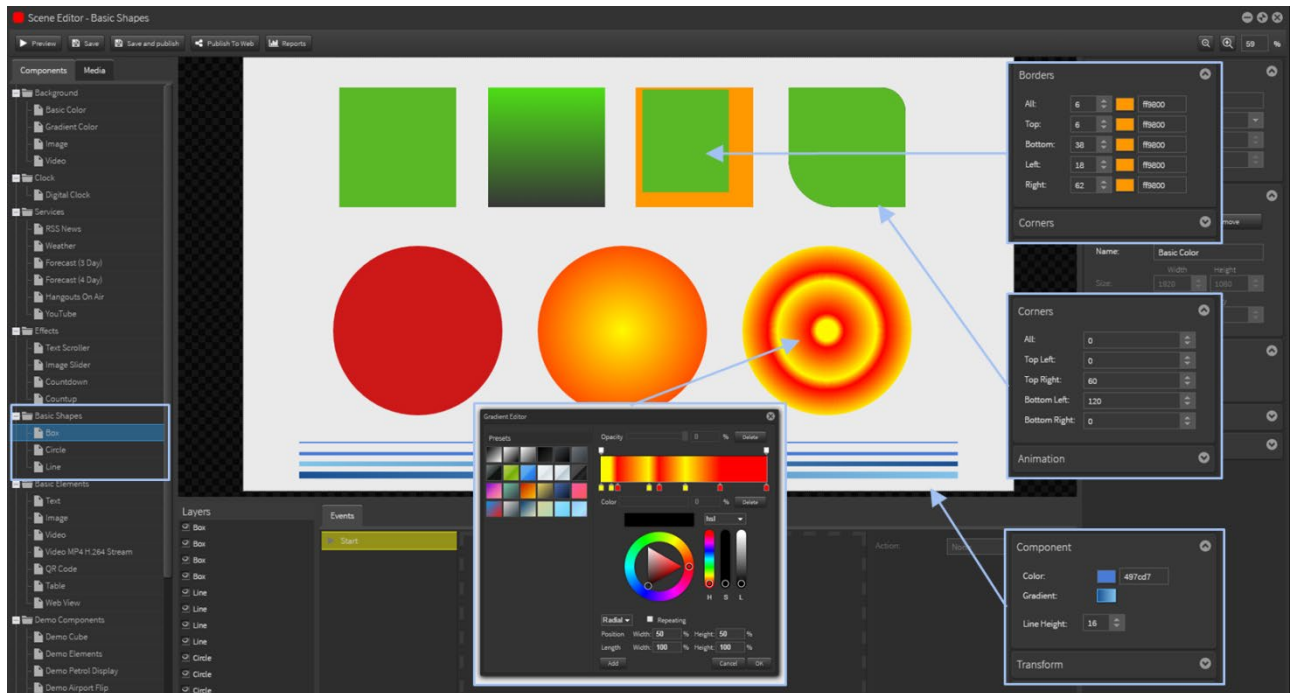 Scene Editor - Basic Shapes
Preview Save Save and publish Publish To Web Reports
59 %
Components Media
Background
Basic Color
Gradient Color
Image
Video
Clock
Digital Clock
Services
RSS News
Weather
Forecast (3 Day)
Forecast (4 Day)
Hangouts On Air
YouTube
Effects
Text Scroller
Image Slider
Countdown
Countup
Basic Shapes
Box
Circle
Line
Basic Elements
Text
Image
Video
Video MP4 H.264 Stream
QR Code
Table
Web View
Demo Components
Demo Cube
Demo Elements
Demo Petrol Display
Demo Airport Flip
Layers
Box
Box
Box
Box
Line
Line
Line
Line
Circle
Circle
Circle
Events
Start
Action:
Gradient Editor
Presets
Opacity 0 % Delete
Color 0 % Delete
hsl
H S L
Radial Repeating
Position Width: 50 % Height: 50 %
Length Width: 100 % Height: 100 %
Add Cancel OK
Borders
All: 6 ff9800
Top: 6 ff9800
Bottom: 38 ff9800
Left: 18 ff9800
Right: 62 ff9800
Corners
Name: Basic Color
Width Height
Size: 1920 1080
Corners
All: 0
Top Left: 0
Top Right: 60
Bottom Left: 120
Bottom Right: 0
Animation
Component
Color: 497cd7
Gradient:
Line Height: 16
Transform